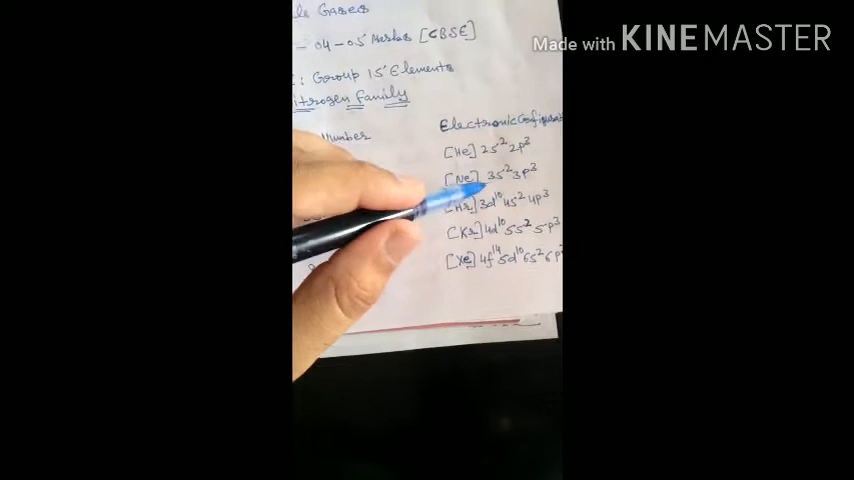 le Gases
Made with KINEMASTER
- 04-05 Marks [CBSE]
: Group 15 Elements
itrogen Family
Number
Electronic Configurat
[He] 2s² 2p³
[Ne] 3s² 3p³
[Ar] 3d¹⁰ 4s² 4p³
[Kr] 4d¹⁰ 5s² 5p³
[Xe] 4f¹⁴ 5d¹⁰ 6s² 6p³